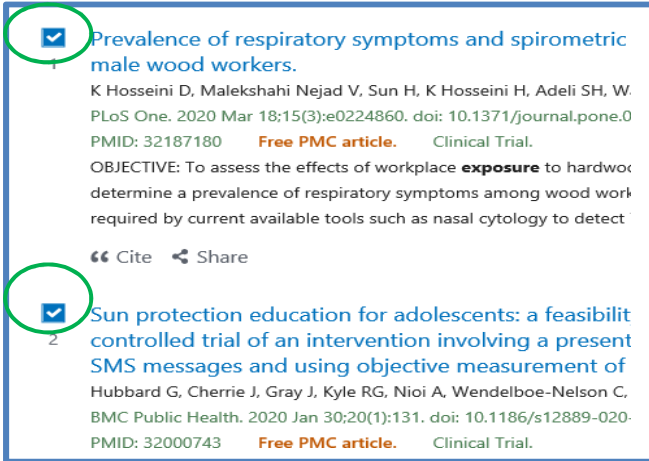 Prevalence of respiratory symptoms and spirometric
1
male wood workers.
K Hosseini D, Malekshahi Nejad V, Sun H, K Hosseini H, Adeli SH,
PLoS One. 2020 Mar 18;15(3):e0224860. doi: 10.1371/journal.pone.0
PMID: 32187180 Free PMC article. Clinical Trial.
OBJECTIVE: To assess the effects of workplace exposure to
determine a prevalence of respiratory symptoms among wood
required by current available tools such as nasal cytology to detect
Cite Share
Sun protection education for adolescents: a
2
controlled trial of an intervention involving a
SMS messages and using objective measurement of
Hubbard G, Cherrie J, Gray J, Kyle RG, Nioi A, Wendelboe-Nelson C,
BMC Public Health. 2020 Jan 30;20(1):131. doi: 10.1186/s12889-020-
PMID: 32000743 Free PMC article. Clinical Trial.